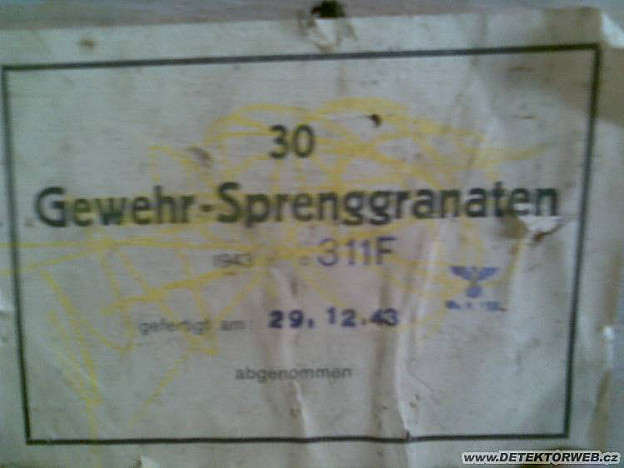 30
Gewehr-Sprenggranaten
1943 311F
gefertigt am 29. 12. 43
abgenommen
www.DETEKTORWEB.cz